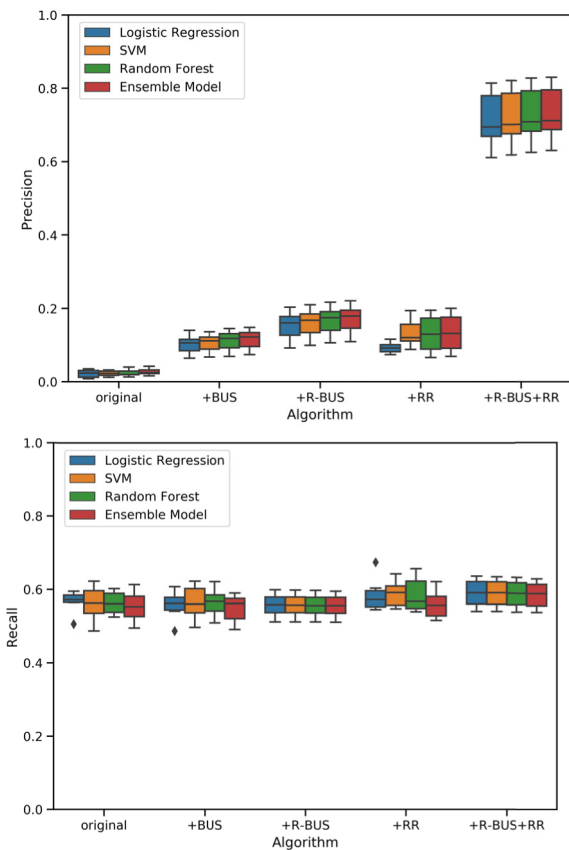 1.0
Logistic Regression
SVM
Random Forest
Ensemble Model
0.8
0.6
Precision
0.4
0.2
0.0
original +BUS +R-BUS +RR +R-BUS+RR
Algorithm
1.0
Logistic Regression
SVM
Random Forest
Ensemble Model
0.8
0.6
Recall
0.4
0.2
0.0
original +BUS +R-BUS +RR +R-BUS+RR
Algorithm